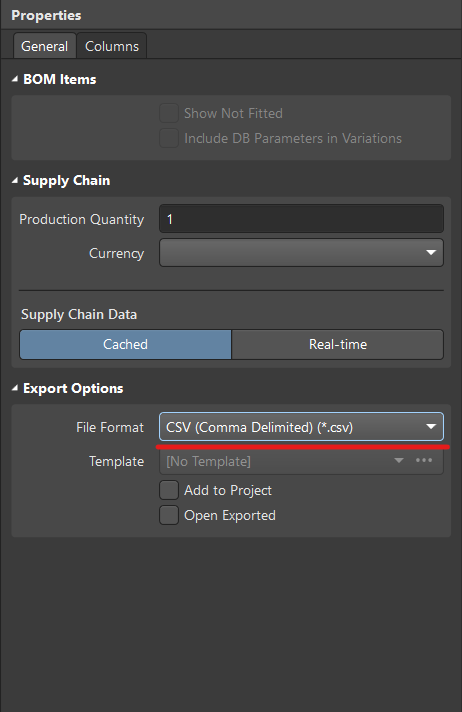 Properties
General Columns
BOM Items
Show Not Fitted
Include DB Parameters in Variations
Supply Chain
Production Quantity 1
Currency
Supply Chain Data
Cached Real-time
Export Options
File Format CSV (Comma Delimited) (*.csv)
Template [No Template]
Add to Project
Open Exported